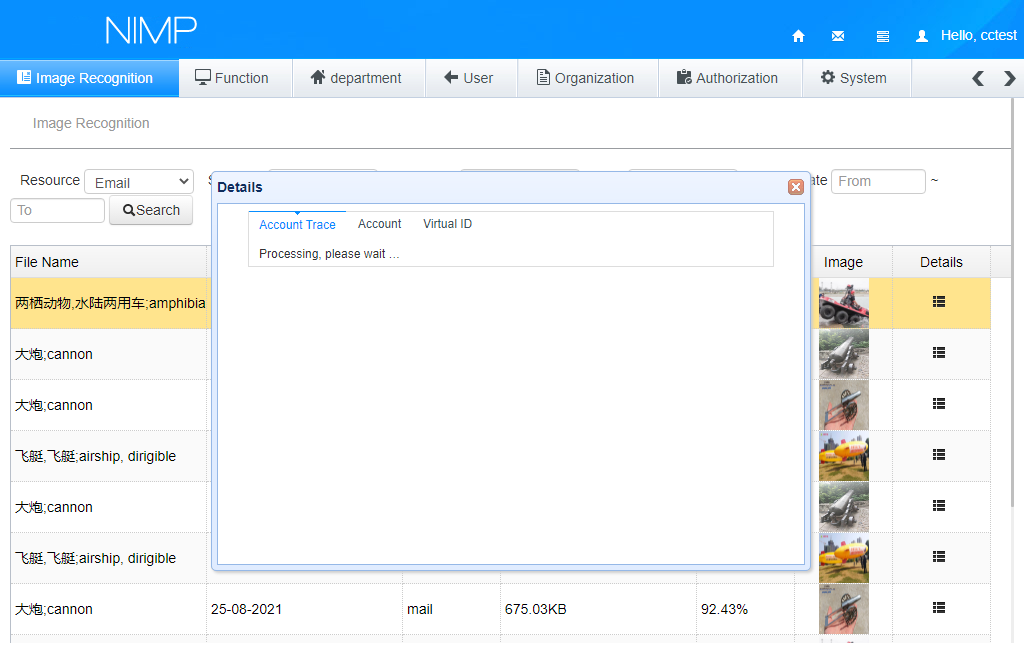 NIMP
Hello, cctest
Image Recognition Function department User Organization Authorization System
Image Recognition
Resource Email From ~
To Search
Details
Account Trace Account Virtual ID
Processing, please wait ...
File Name Image Details
两栖动物,水陆两用车;amphibia
大炮;cannon
大炮;cannon
飞艇,飞艇;airship, dirigible
大炮;cannon
飞艇,飞艇;airship, dirigible
大炮;cannon 25-08-2021 mail 675.03KB 92.43%